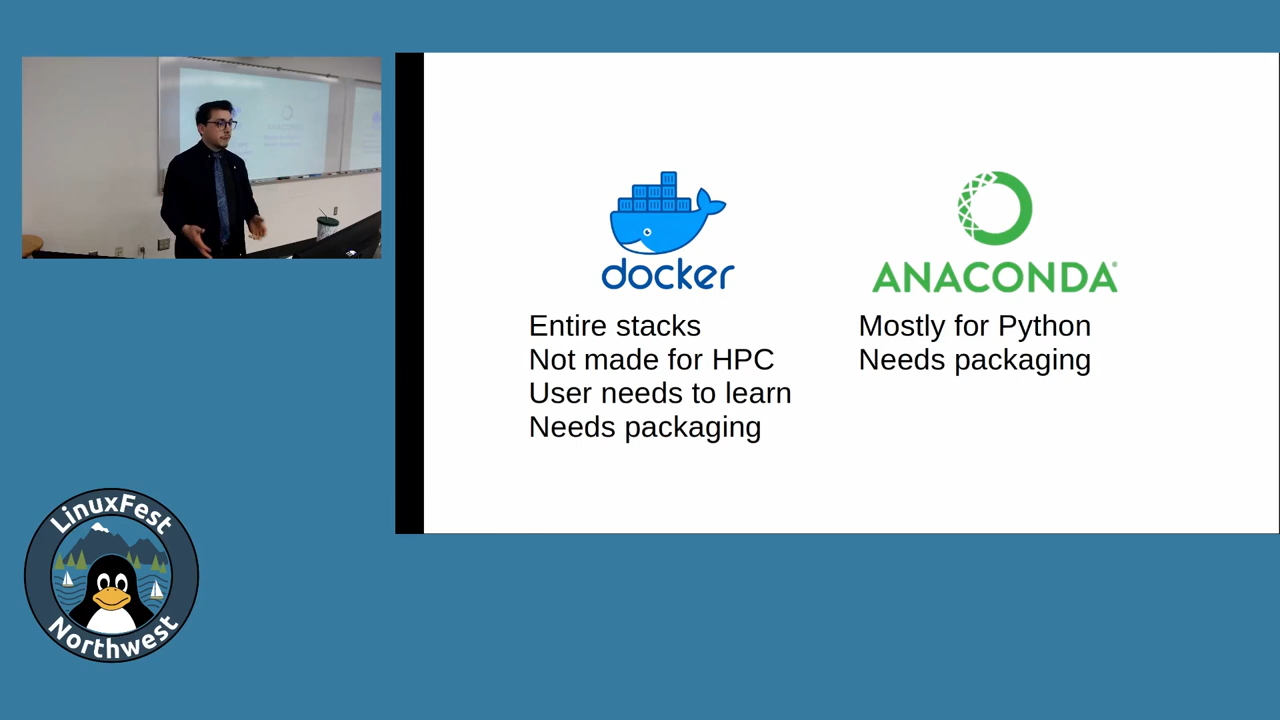 docker
Entire stacks
Not made for HPC
User needs to learn
Needs packaging
ANACONDA®
Mostly for Python
Needs packaging
LinuxFest
Northwest